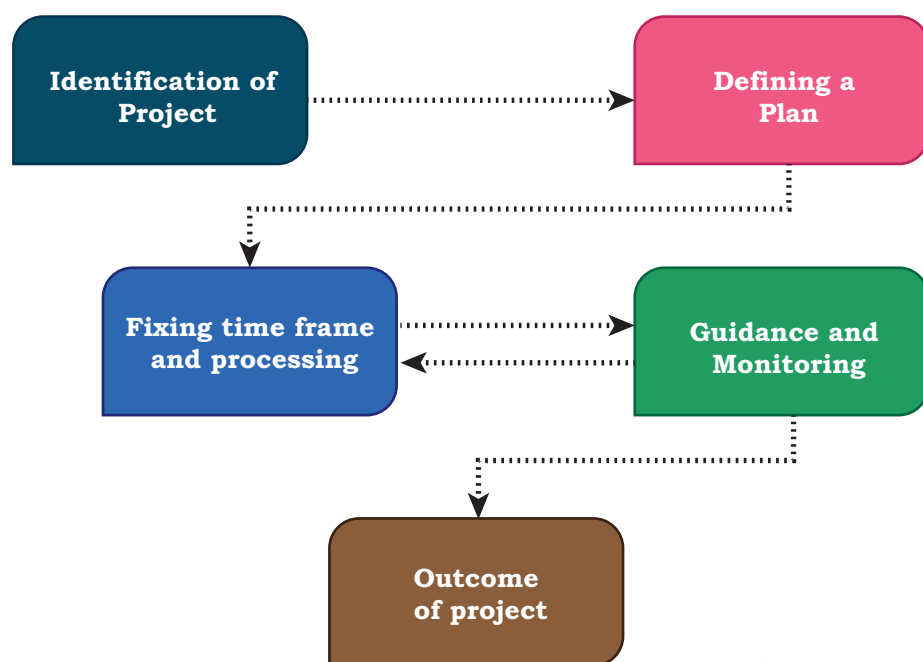 Identification of
Project
Defining a
Plan
Fixing time frame
and processing
Guidance and
Monitoring
Outcome
of project